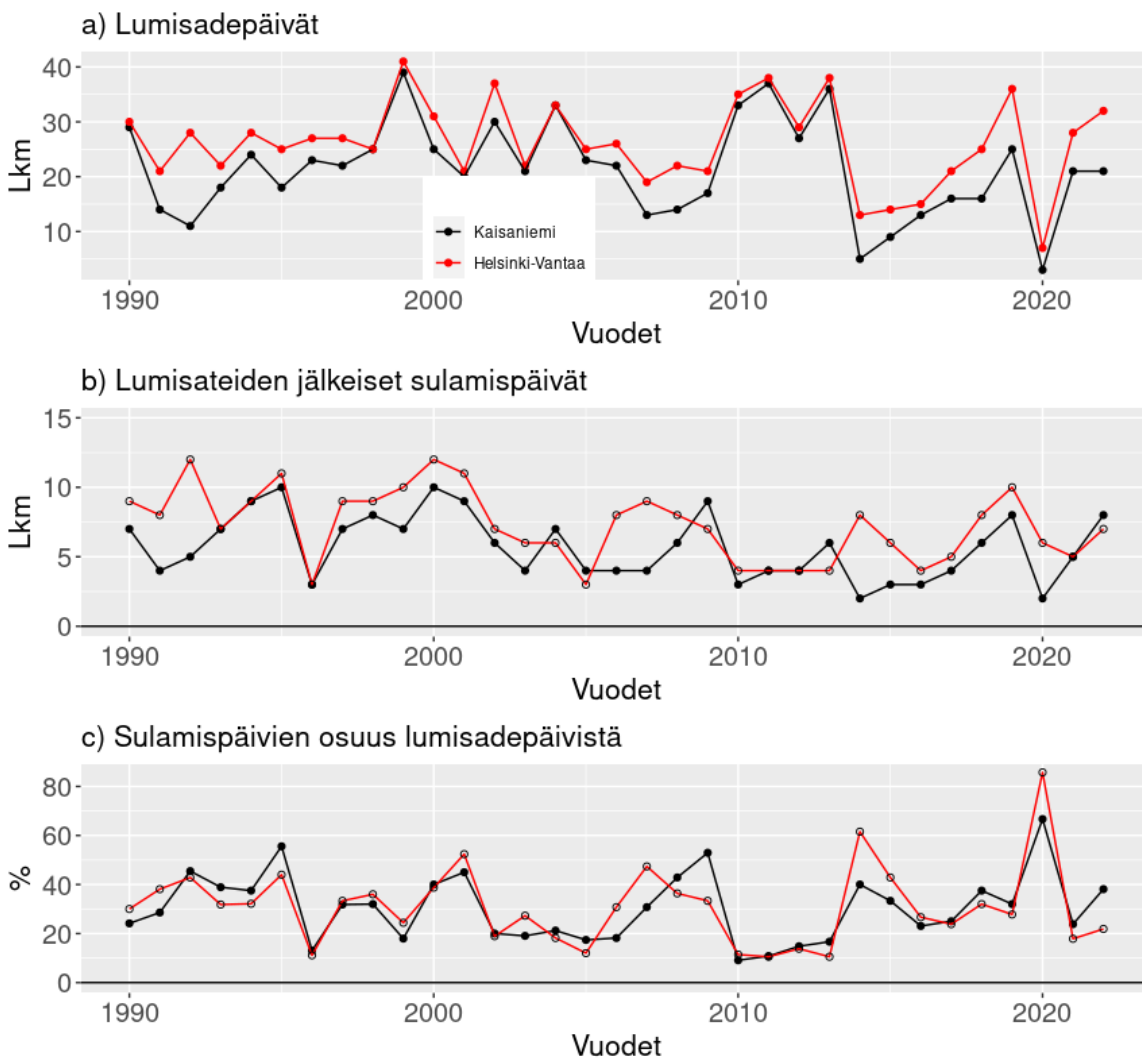 a) Lumisadepäivät
40
30
20
10
Lkm
Kaisaniemi
Helsinki-Vantaa
1990 2000 2010 2020
Vuodet
b) Lumisateiden jälkeiset sulamispäivät
15
10
5
0
Lkm
1990 2000 2010 2020
Vuodet
c) Sulamispäivien osuus lumisadepäivistä
80
60
40
20
0
%
1990 2000 2010 2020
Vuodet